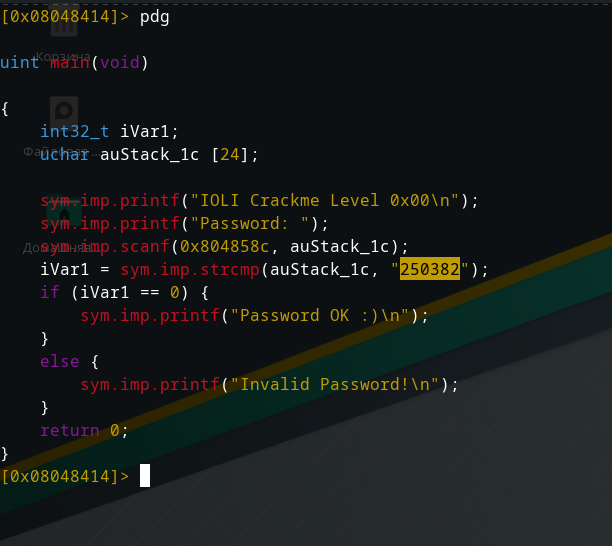 [0x08048414]> pdg
Корзина
uint main(void)
{
    int32_t iVar1;
    uchar auStack_1c [24];
    sym.imp.printf("IOLI Crackme Level 0x00\n");
    sym.imp.printf("Password: ");
Домашняя
    sym.imp.scanf(0x804858c, auStack_1c);
    iVar1 = sym.imp.strcmp(auStack_1c, "250382");
    if (iVar1 == 0) {
        sym.imp.printf("Password OK :)\n");
    }
    else {
        sym.imp.printf("Invalid Password!\n");
    }
    return 0;
}
[0x08048414]>